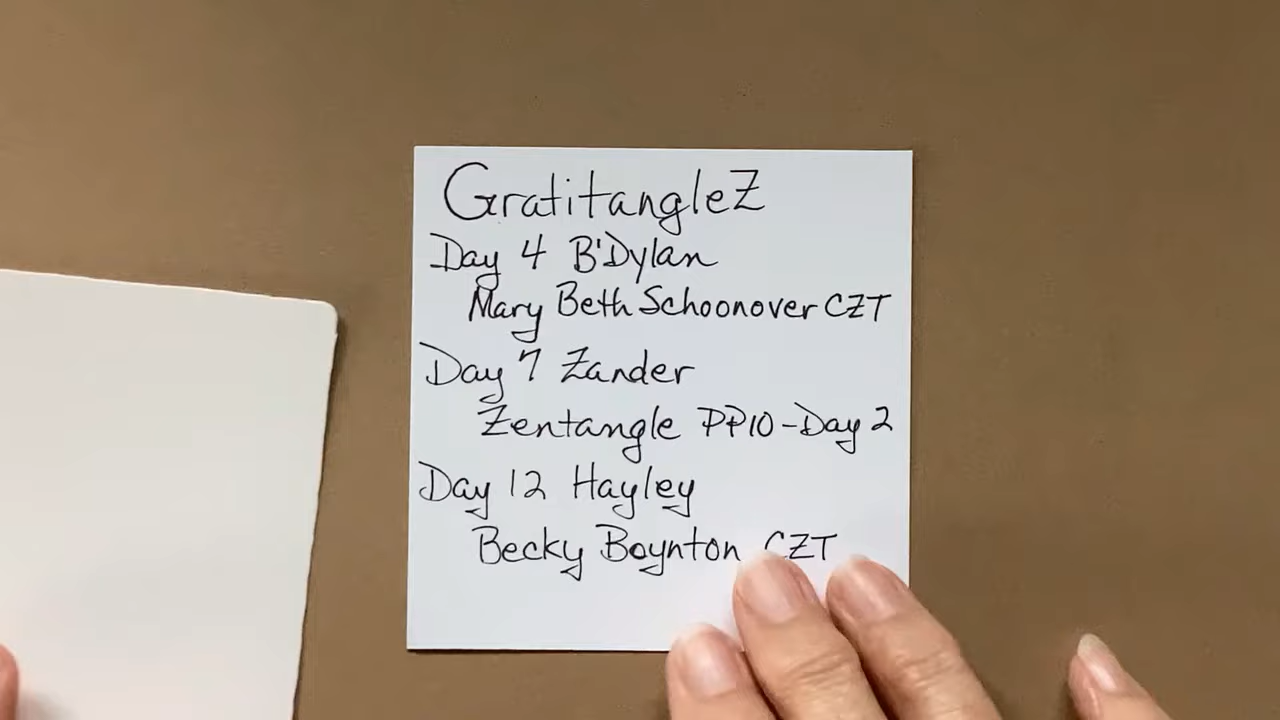 GratitangleZ
Day 4 B'Dylan
Mary Beth Schoonover CZT
Day 7 Zander
Zentangle PP10-Day 2
Day 12 Hayley
Becky Boynton CZT